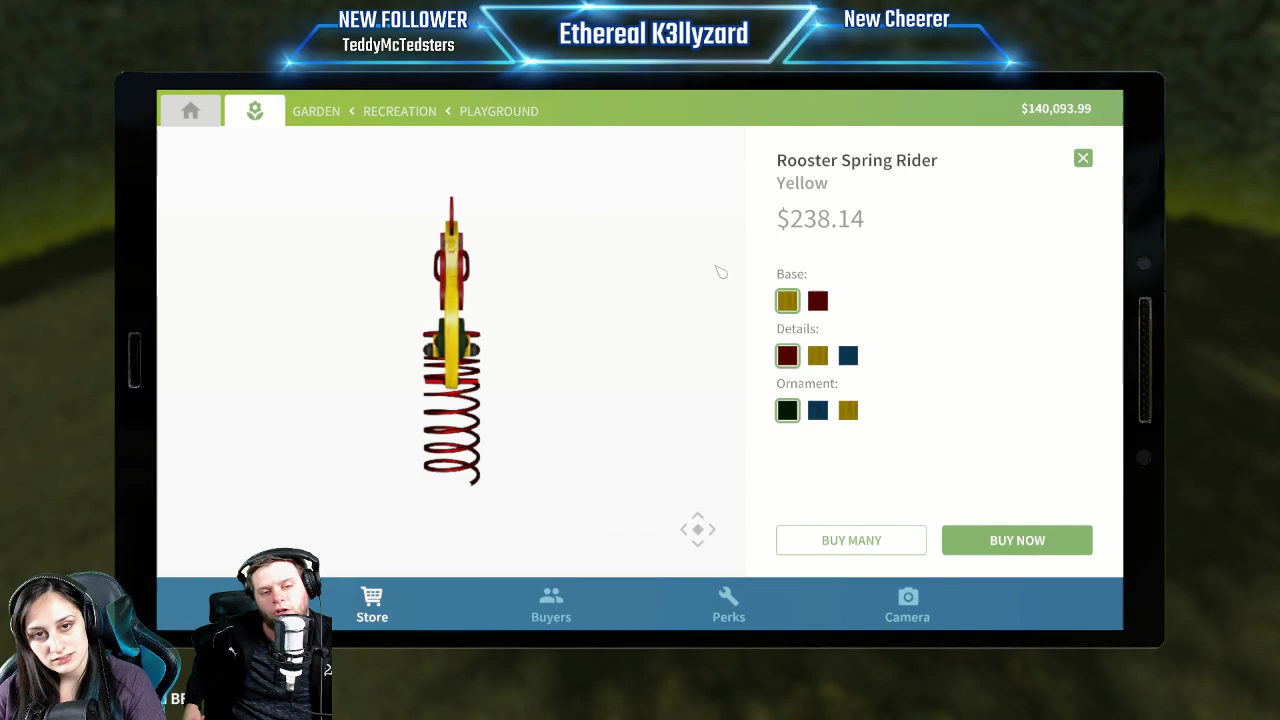 NEW FOLLOWER
TeddyMcTedsters
Ethereal K3llyzard
New Cheerer
GARDEN < RECREATION < PLAYGROUND
$140,093.99
Rooster Spring Rider
Yellow
$238.14
Base:
Details:
Ornament:
BUY MANY
BUY NOW
Store
Buyers
Perks
Camera